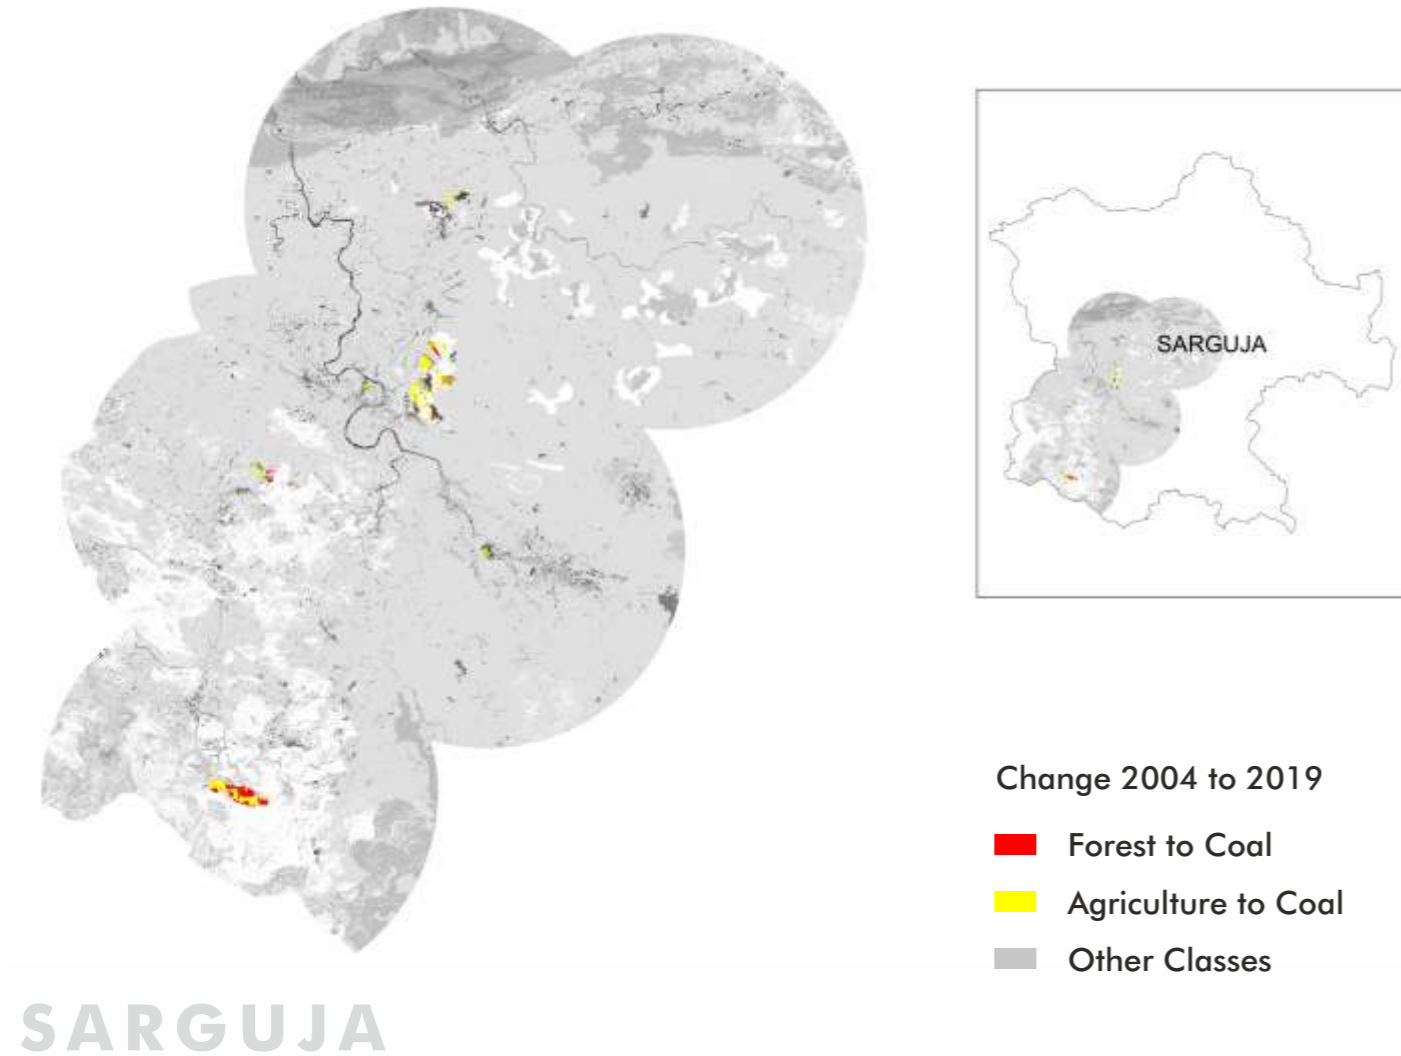 SARGUJA
Change 2004 to 2019
Forest to Coal
Agriculture to Coal
Other Classes
SARGUJA